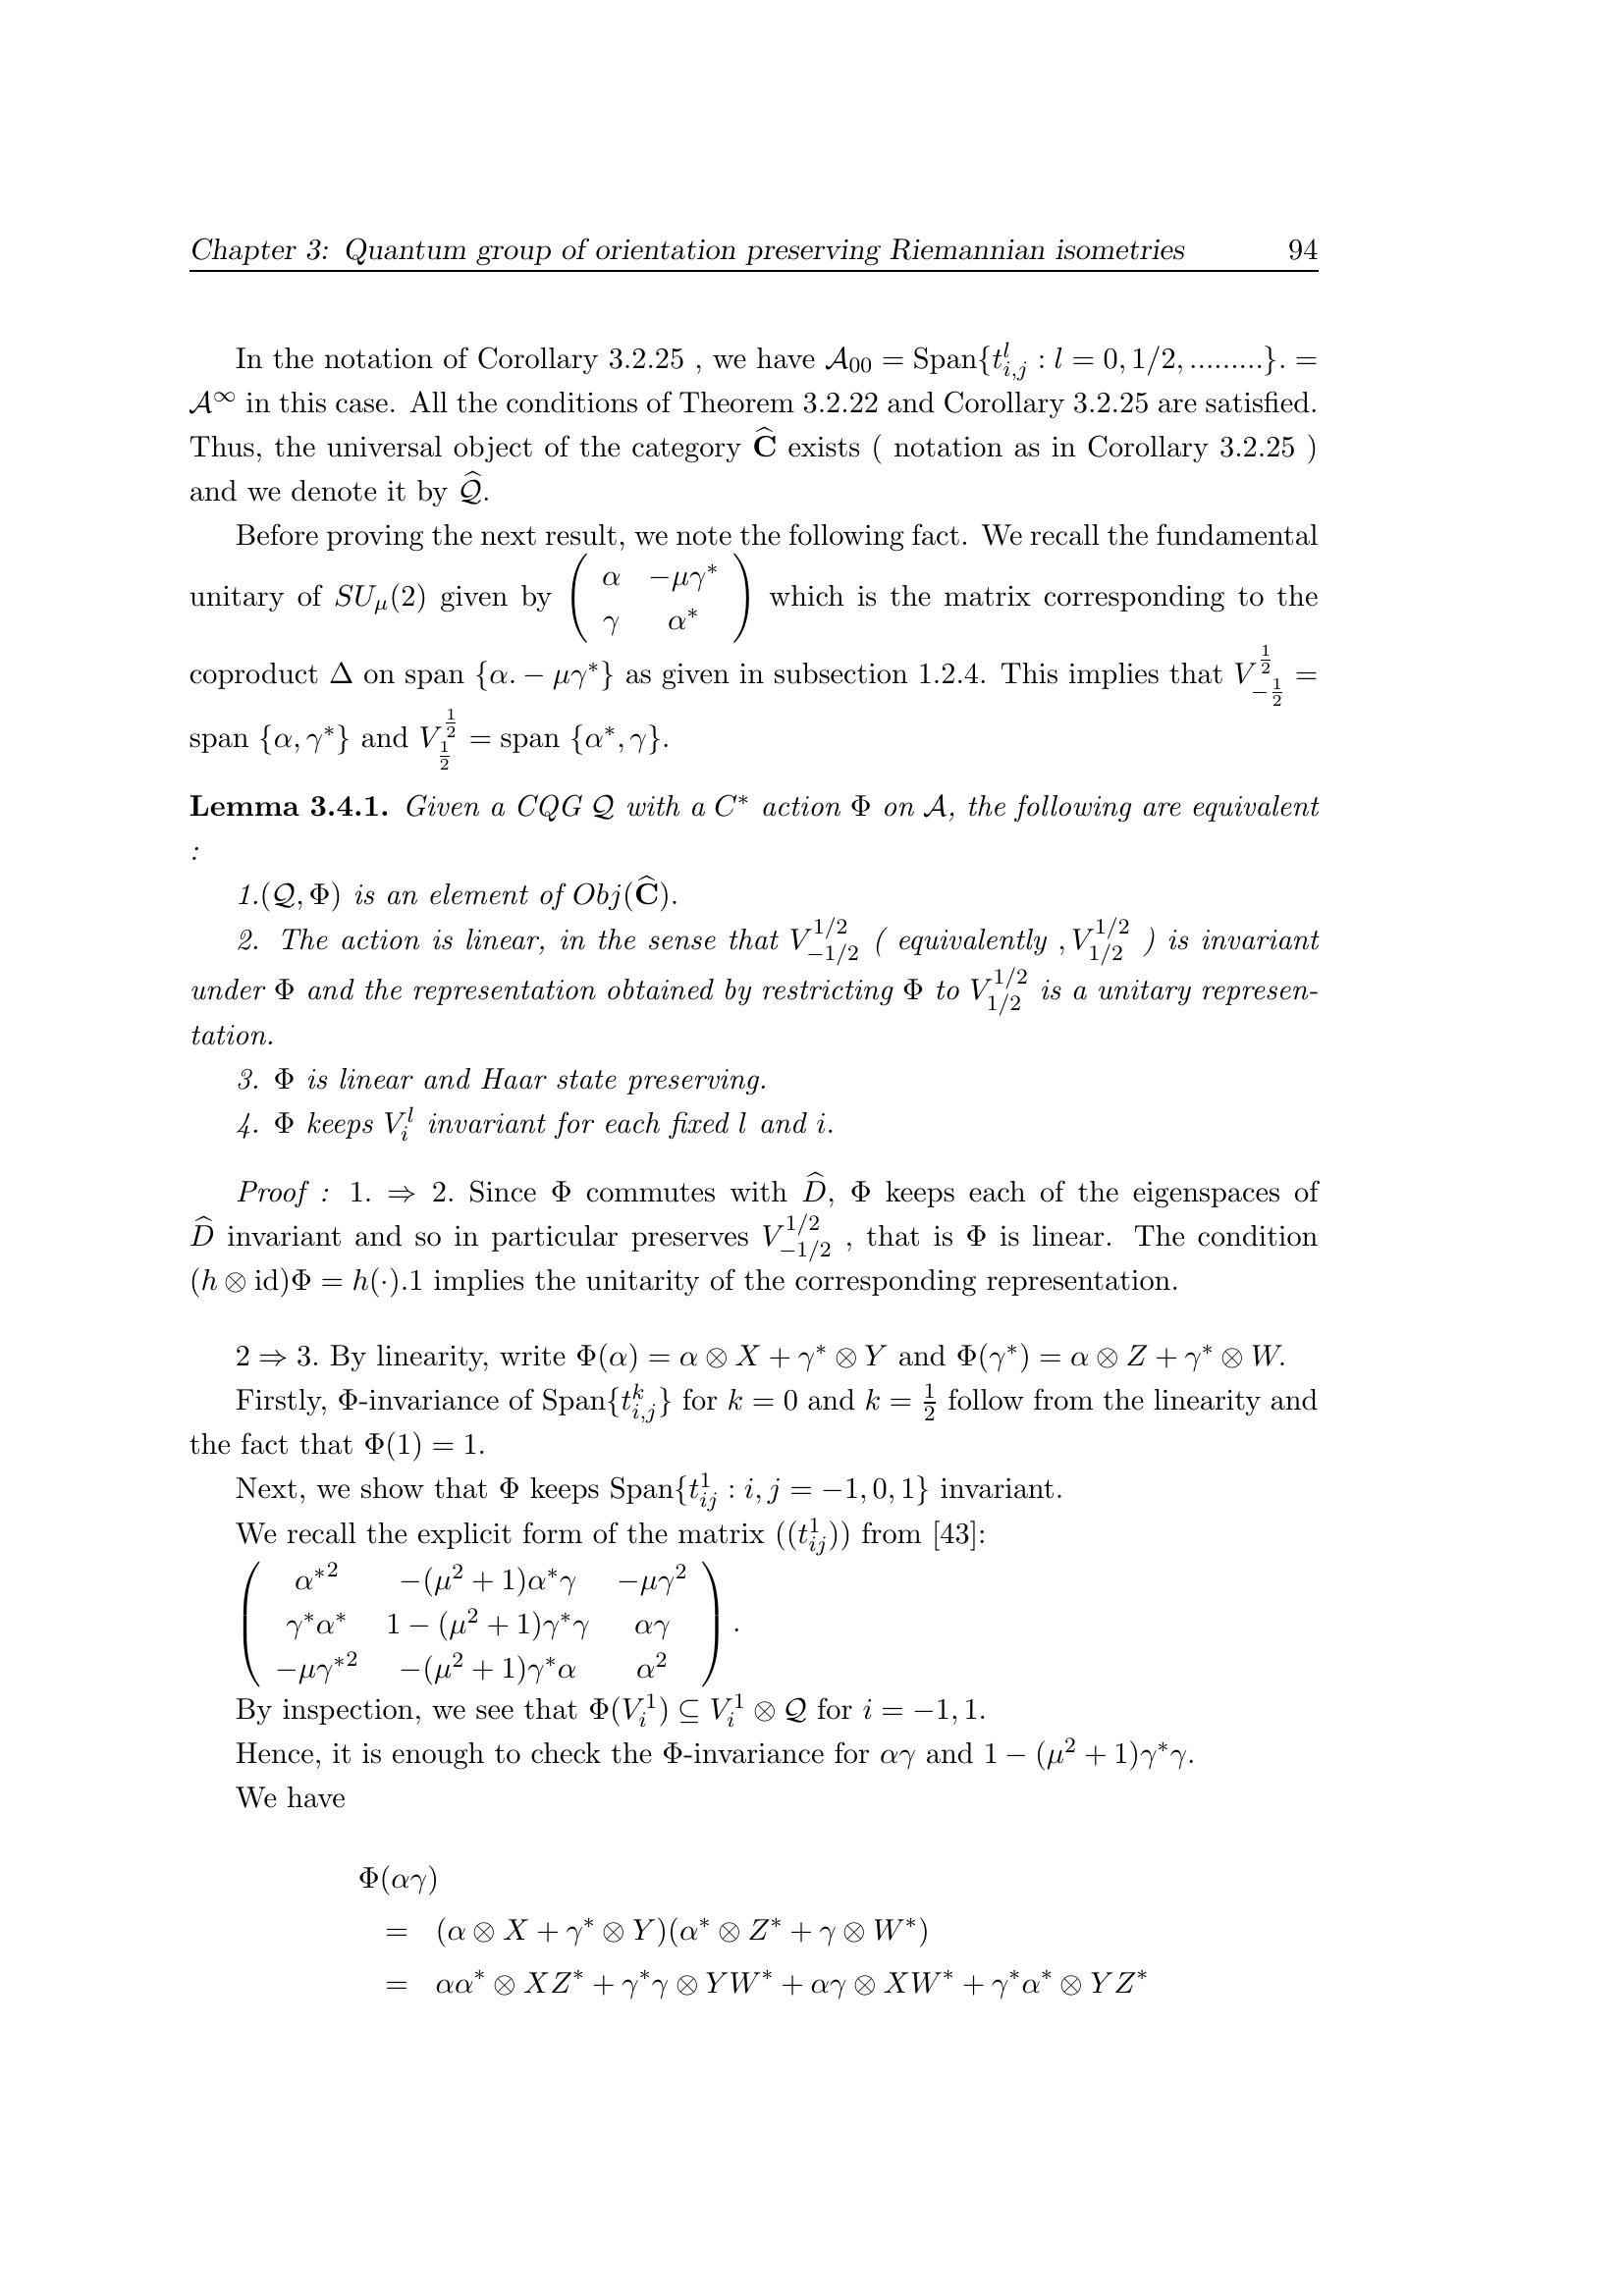 Chapter 3: Quantum group of orientation preserving Riemannian isometries 94
In the notation of Corollary 3.2.25 , we have $\mathcal{A}_{00} = \mathrm{Span}\{t^l_{i,j} : l = 0, 1/2, .........\}. =$
$\mathcal{A}^\infty$ in this case. All the conditions of Theorem 3.2.22 and Corollary 3.2.25 are satisfied.
Thus, the universal object of the category $\widehat{\mathbf{C}}$ exists ( notation as in Corollary 3.2.25 )
and we denote it by $\widehat{\mathcal{Q}}$.
Before proving the next result, we note the following fact. We recall the fundamental
unitary of $SU_\mu(2)$ given by $\begin{pmatrix} \alpha & -\mu\gamma^* \\ \gamma & \alpha^* \end{pmatrix}$ which is the matrix corresponding to the
coproduct $\Delta$ on span $\{\alpha. - \mu\gamma^*\}$ as given in subsection 1.2.4. This implies that $V^{\frac{1}{2}}_{-\frac{1}{2}} =$
span $\{\alpha, \gamma^*\}$ and $V^{\frac{1}{2}}_{\frac{1}{2}} =$ span $\{\alpha^*, \gamma\}$.
Lemma 3.4.1. Given a CQG $\mathcal{Q}$ with a $C^*$ action $\Phi$ on $\mathcal{A}$, the following are equivalent
:
1.$(\mathcal{Q}, \Phi)$ is an element of $Obj(\widehat{\mathbf{C}})$.
2. The action is linear, in the sense that $V^{1/2}_{-1/2}$ ( equivalently , $V^{1/2}_{1/2}$ ) is invariant
under $\Phi$ and the representation obtained by restricting $\Phi$ to $V^{1/2}_{1/2}$ is a unitary represen-
tation.
3. $\Phi$ is linear and Haar state preserving.
4. $\Phi$ keeps $V^l_i$ invariant for each fixed $l$ and $i$.
Proof : 1. $\Rightarrow$ 2. Since $\Phi$ commutes with $\widehat{D}$, $\Phi$ keeps each of the eigenspaces of
$\widehat{D}$ invariant and so in particular preserves $V^{1/2}_{-1/2}$ , that is $\Phi$ is linear. The condition
$(h \otimes \mathrm{id})\Phi = h(\cdot).1$ implies the unitarity of the corresponding representation.
2 $\Rightarrow$ 3. By linearity, write $\Phi(\alpha) = \alpha \otimes X + \gamma^* \otimes Y$ and $\Phi(\gamma^*) = \alpha \otimes Z + \gamma^* \otimes W$.
Firstly, $\Phi$-invariance of $\mathrm{Span}\{t^k_{i,j}\}$ for $k = 0$ and $k = \frac{1}{2}$ follow from the linearity and
the fact that $\Phi(1) = 1$.
Next, we show that $\Phi$ keeps $\mathrm{Span}\{t^1_{ij} : i, j = -1, 0, 1\}$ invariant.
We recall the explicit form of the matrix $((t^1_{ij}))$ from [43]:
$\begin{pmatrix} {\alpha^*}^2 & -(\mu^2 + 1)\alpha^*\gamma & -\mu\gamma^2 \\ \gamma^*\alpha^* & 1 - (\mu^2 + 1)\gamma^*\gamma & \alpha\gamma \\ -\mu{\gamma^*}^2 & -(\mu^2 + 1)\gamma^*\alpha & \alpha^2 \end{pmatrix}.$
By inspection, we see that $\Phi(V^1_i) \subseteq V^1_i \otimes \mathcal{Q}$ for $i = -1, 1$.
Hence, it is enough to check the $\Phi$-invariance for $\alpha\gamma$ and $1 - (\mu^2 + 1)\gamma^*\gamma$.
We have
$\Phi(\alpha\gamma)$
$= (\alpha \otimes X + \gamma^* \otimes Y)(\alpha^* \otimes Z^* + \gamma \otimes W^*)$
$= \alpha\alpha^* \otimes XZ^* + \gamma^*\gamma \otimes YW^* + \alpha\gamma \otimes XW^* + \gamma^*\alpha^* \otimes YZ^*$